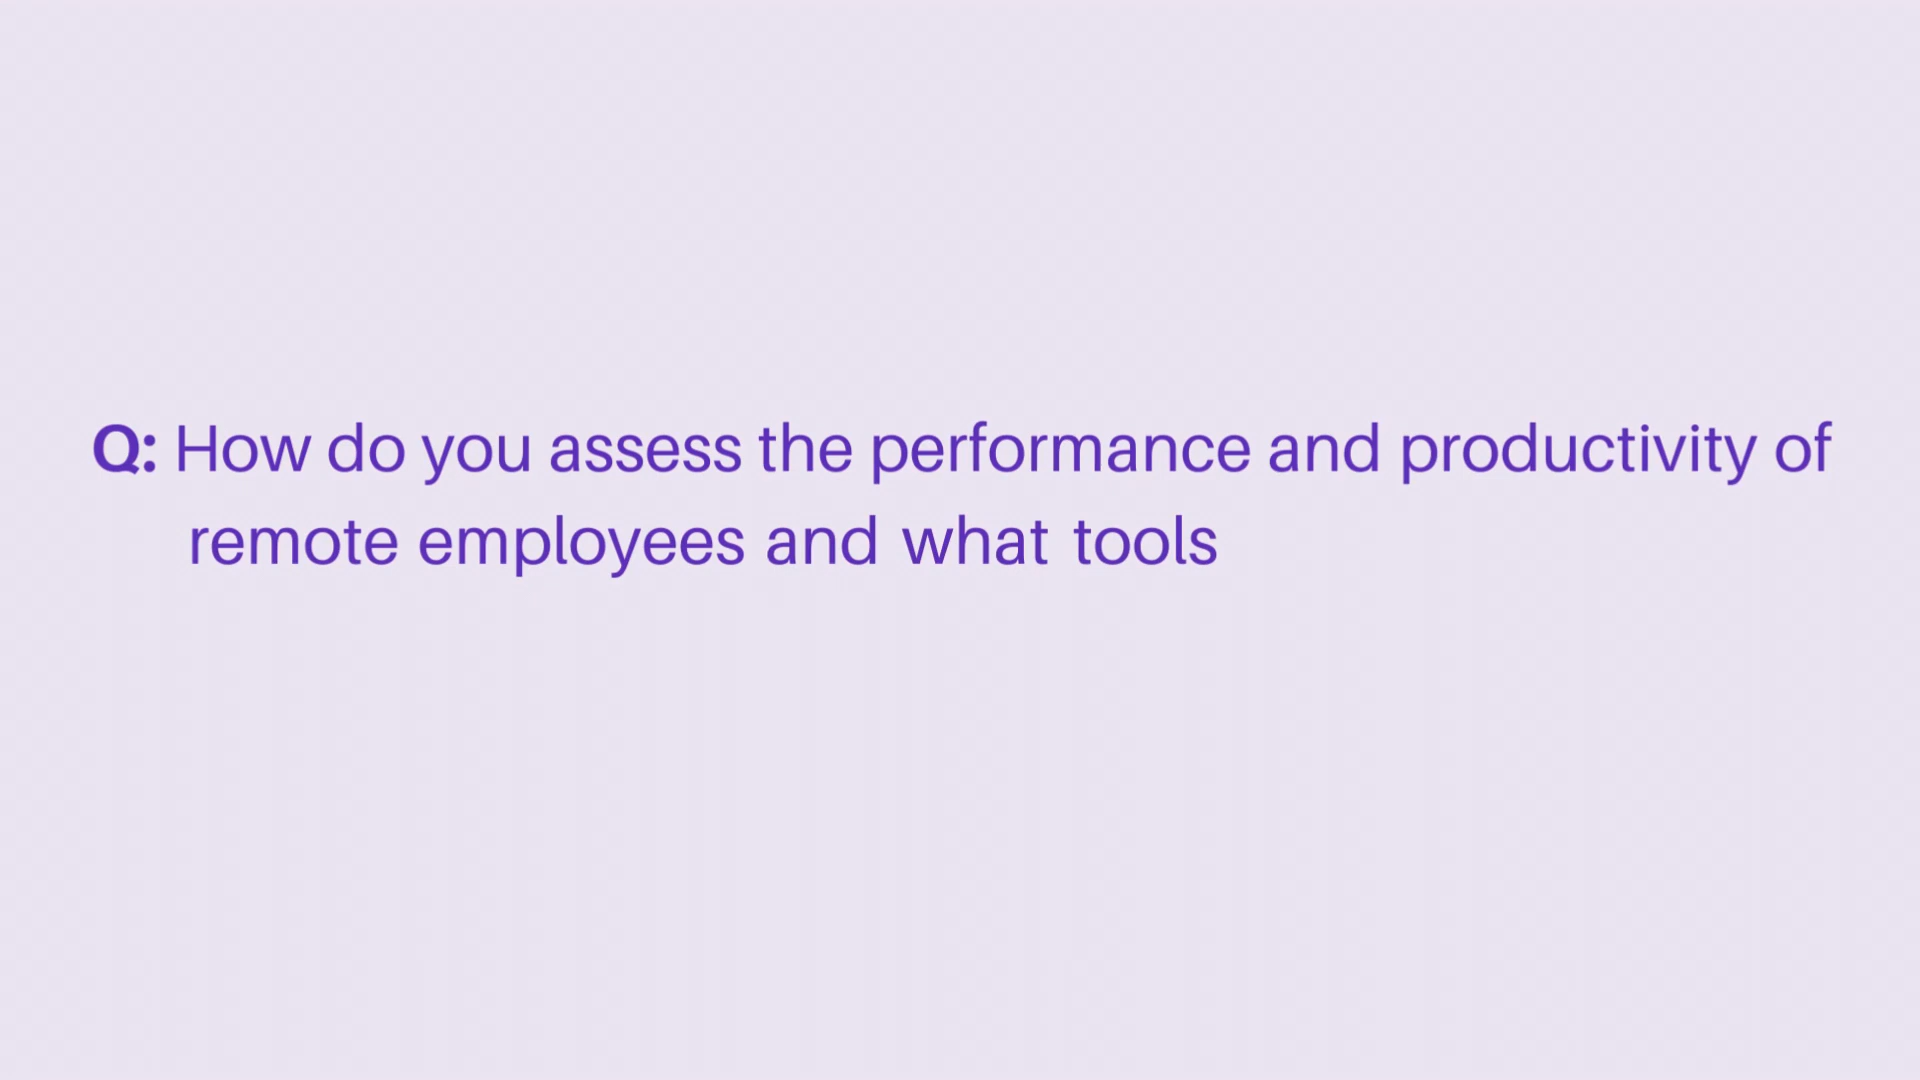 Q: How do you assess the performance and productivity of
remote employees and what tools